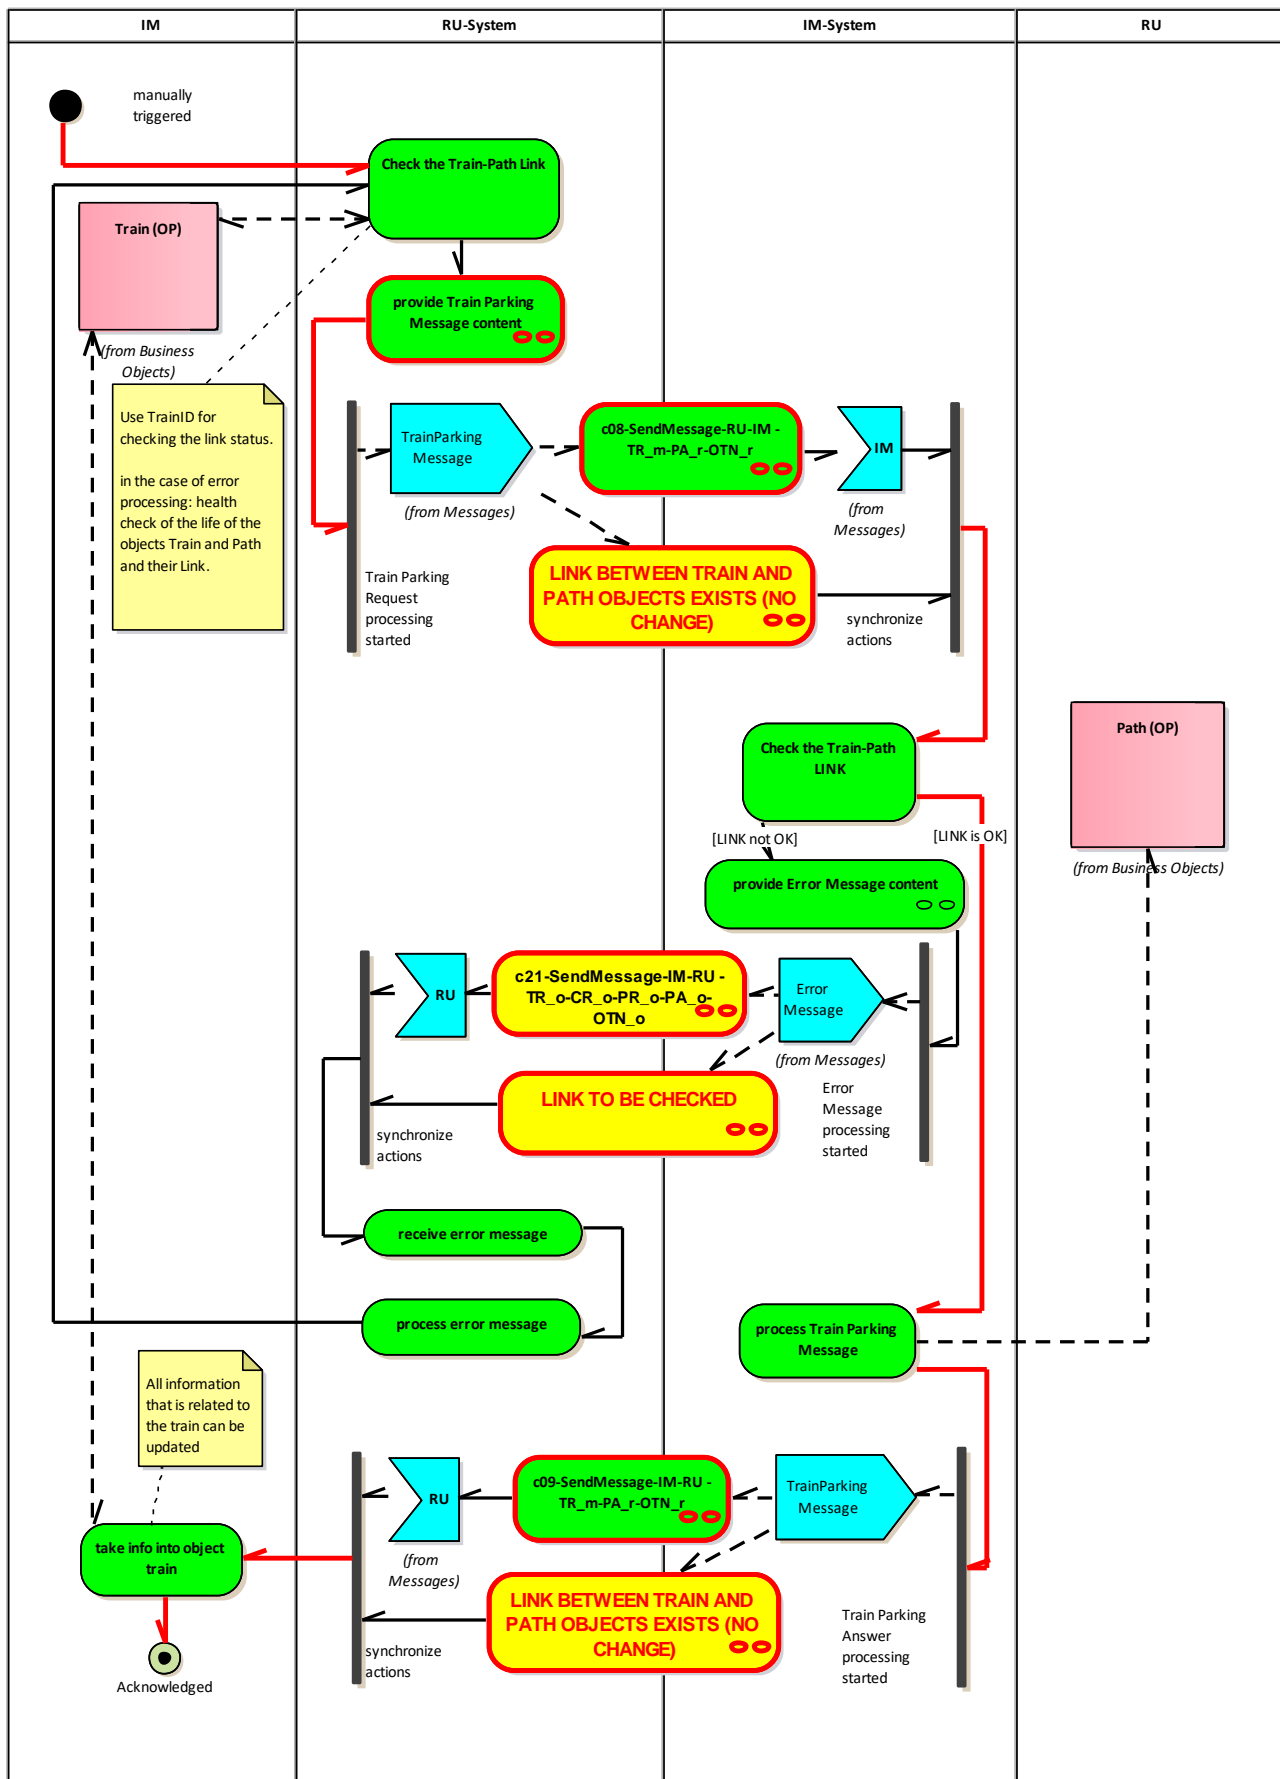 IM
RU-System
IM-System
RU
manually
triggered
Check the Train-Path Link
Train (OP)
(from Business
Objects)
provide Train Parking
Message content
Use TrainID for
checking the link status.
in the case of error
processing: health
check of the life of the
objects Train and Path
and their Link.
TrainParking
Message
(from Messages)
c08-SendMessage-RU-IM -
TR_m-PA_r-OTN_r
IM
(from
Messages)
Train Parking
Request
processing
started
LINK BETWEEN TRAIN AND
PATH OBJECTS EXISTS (NO
CHANGE)
synchronize
actions
Check the Train-Path
LINK
Path (OP)
(from Business Objects)
[LINK not OK]
[LINK is OK]
provide Error Message content
RU
c21-SendMessage-IM-RU -
TR_o-CR_o-PR_o-PA_o-
OTN_o
Error
Message
(from Messages)
LINK TO BE CHECKED
synchronize
actions
Error
Message
processing
started
receive error message
process error message
process Train Parking
Message
All information
that is related to
the train can be
updated
RU
(from
Messages)
c09-SendMessage-IM-RU -
TR_m-PA_r-OTN_r
TrainParking
Message
take info into object
train
LINK BETWEEN TRAIN AND
PATH OBJECTS EXISTS (NO
CHANGE)
synchronize
actions
Train Parking
Answer
processing
started
Acknowledged